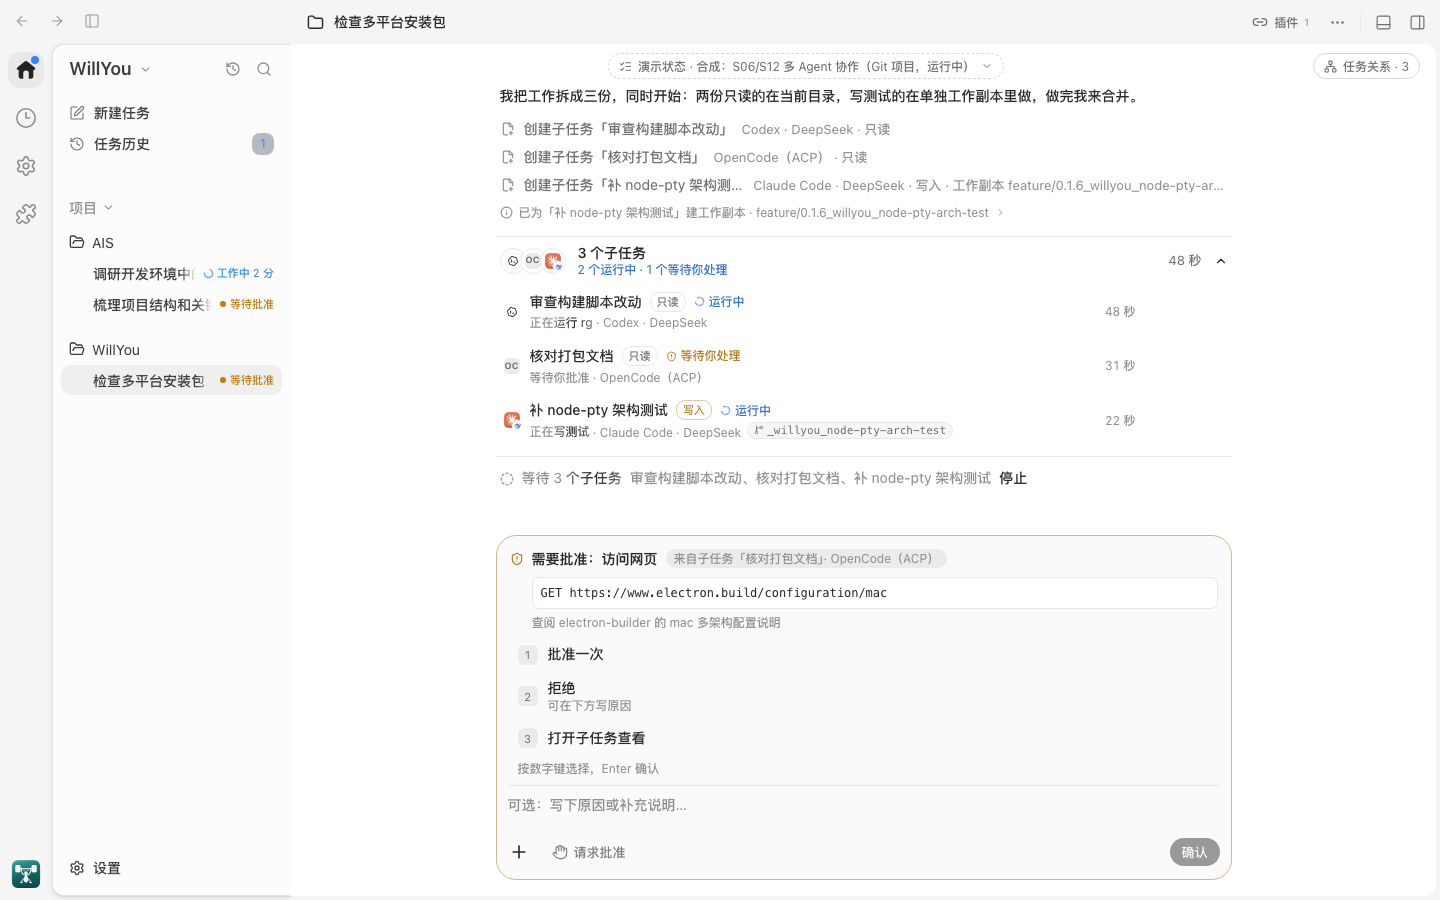 检查多平台安装包
插件 1
WillYou
新建任务
任务历史 1
项目
AIS
调研开发环境中 工作中 2 分
梳理项目结构和关 等待批准
WillYou
检查多平台安装包 等待批准
设置
演示状态 · 合成：S06/S12 多 Agent 协作（Git 项目，运行中）
任务关系 · 3
我把工作拆成三份，同时开始：两份只读的在当前目录，写测试的在单独工作副本里做，做完我来合并。
创建子任务「审查构建脚本改动」 Codex · DeepSeek · 只读
创建子任务「核对打包文档」 OpenCode（ACP） · 只读
创建子任务「补 node-pty 架构测... Claude Code · DeepSeek · 写入 · 工作副本 feature/0.1.6_willyou_node-pty-ar...
已为「补 node-pty 架构测试」建工作副本 · feature/0.1.6_willyou_node-pty-arch-test
OC
3 个子任务
2 个运行中 · 1 个等待你处理
48 秒
审查构建脚本改动 只读 运行中
正在运行 rg · Codex · DeepSeek
48 秒
OC
核对打包文档 只读 等待你处理
等待你批准 · OpenCode（ACP）
31 秒
补 node-pty 架构测试 写入 运行中
正在写测试 · Claude Code · DeepSeek _willyou_node-pty-arch-test
22 秒
等待 3 个子任务 审查构建脚本改动、核对打包文档、补 node-pty 架构测试 停止
需要批准：访问网页 来自子任务「核对打包文档」· OpenCode（ACP）
GET https://www.electron.build/configuration/mac
查阅 electron-builder 的 mac 多架构配置说明
1 批准一次
2 拒绝
可在下方写原因
3 打开子任务查看
按数字键选择，Enter 确认
可选：写下原因或补充说明...
请求批准
确认